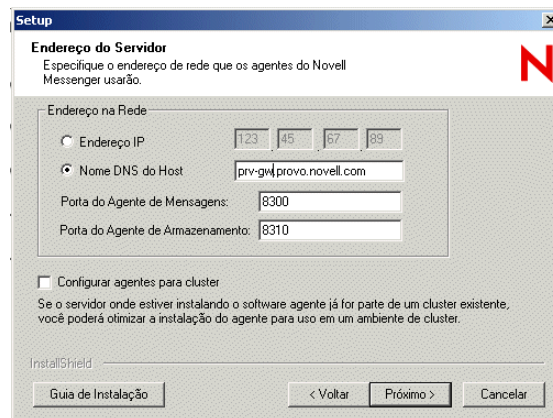 Setup
Endereço do Servidor
Especifique o endereço de rede que os agentes do Novell
Messenger usarão.
N
Endereço na Rede
Endereço IP
123 . 45 . 67 . 89
Nome DNS do Host
prv-gw.provo.novell.com
Porta do Agente de Mensagens:
8300
Porta do Agente de Armazenamento:
8310
Configurar agentes para cluster
Se o servidor onde estiver instalando o software agente já for parte de um cluster existente,
você poderá otimizar a instalação do agente para uso em um ambiente de cluster.
InstallShield
Guia de Instalação
< Voltar
Próximo >
Cancelar